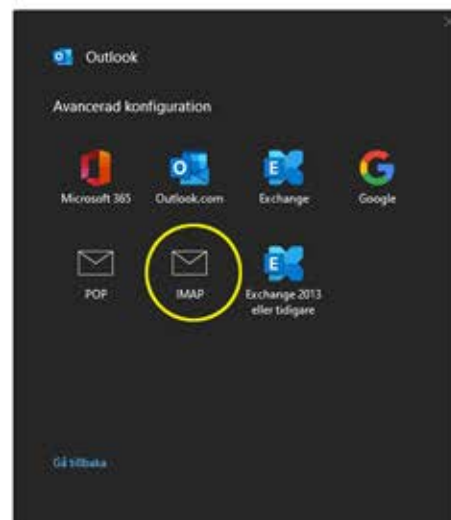 Outlook
Avancerad konfiguration
Microsoft 365
Outlook.com
Exchange
Google
POP
IMAP
Exchange 2013
eller tidigare
Gå tillbaka